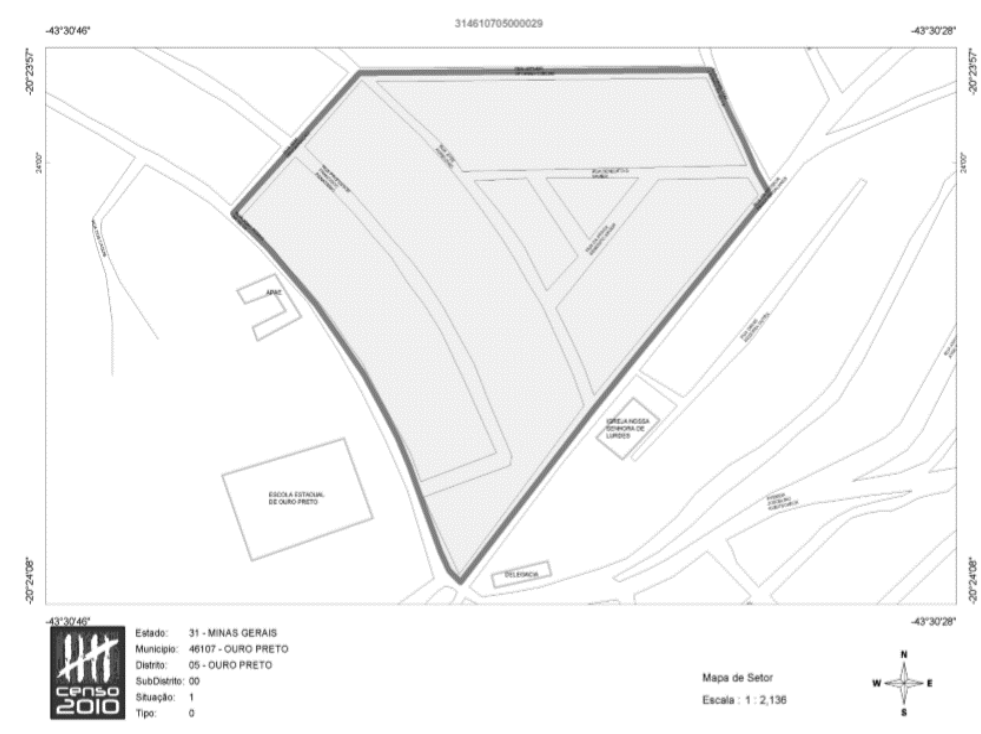 314610705000029
-43°30'46"
-43°30'28"
-20°23'57"
-20°23'57"
24'00"
24'00"
RUA JOSE
APAE
IGREJA NOSSA
SENHORA DE
LURDES
ESCOLA ESTADUAL
DE OURO PRETO
DELEGACIA
-20°24'08"
-20°24'08"
-43°30'46"
-43°30'28"
censo
2010
Estado: 31 - MINAS GERAIS
Município: 46107 - OURO PRETO
Distrito: 05 - OURO PRETO
SubDistrito: 00
Situação: 1
Tipo: 0
Mapa de Setor
Escala : 1 : 2,136
N
W E
S